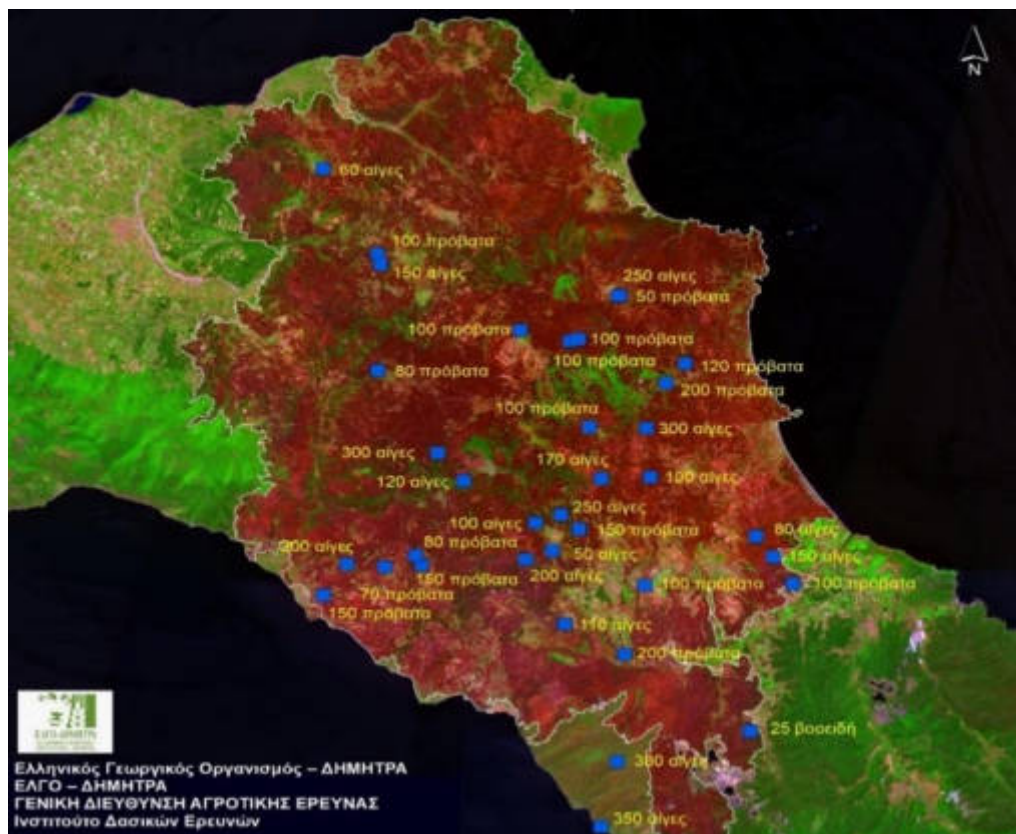 N
60 αίγες
100 πρόβατα
150 αίγες
250 αίγες
50 πρόβατα
100 πρόβατα
100 πρόβατα
100 πρόβατα
120 πρόβατα
80 πρόβατα
200 πρόβατα
100 πρόβατα
300 αίγες
300 αίγες
170 αίγες
120 αίγες
100 αίγες
250 αίγες
100 αίγες
150 πρόβατα
80 αίγες
80 πρόβατα
200 αίγες
50 αίγες
150 αίγες
150 πρόβατα
200 αίγες
100 πρόβατα
100 πρόβατα
70 πρόβατα
150 πρόβατα
110 αίγες
200 πρόβατα
25 βοοειδή
300 αίγες
350 αίγες
ΕΛΓΟ-ΔΗΜΗΤΡΑ
Ελληνικός Γεωργικός Οργανισμός – ΔΗΜΗΤΡΑ
ΕΛΓΟ – ΔΗΜΗΤΡΑ
ΓΕΝΙΚΗ ΔΙΕΥΘΥΝΣΗ ΑΓΡΟΤΙΚΗΣ ΕΡΕΥΝΑΣ
Ινστιτούτο Δασικών Ερευνών